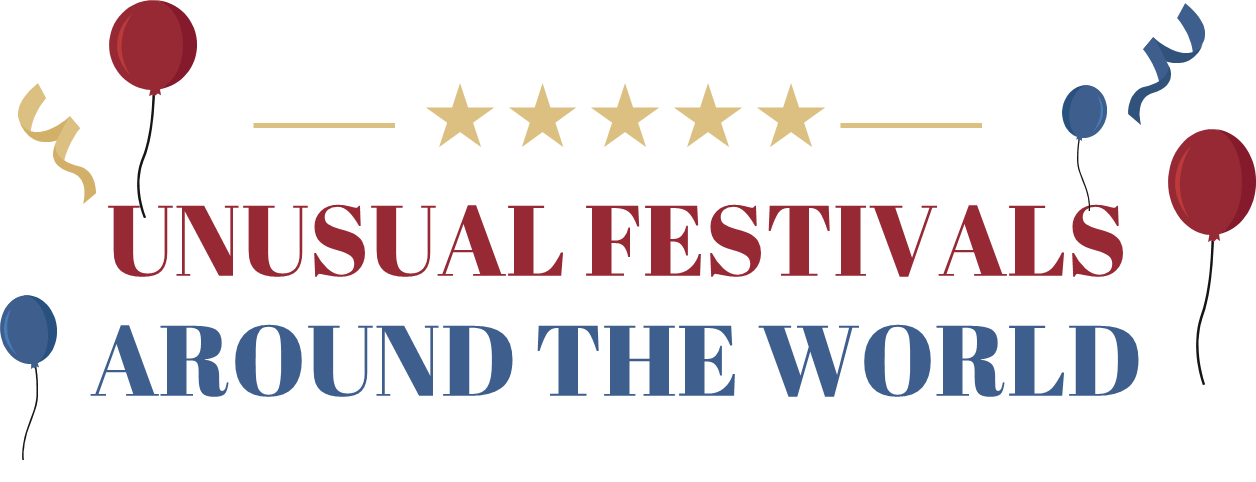 UNUSUAL FESTIVALS
AROUND THE WORLD